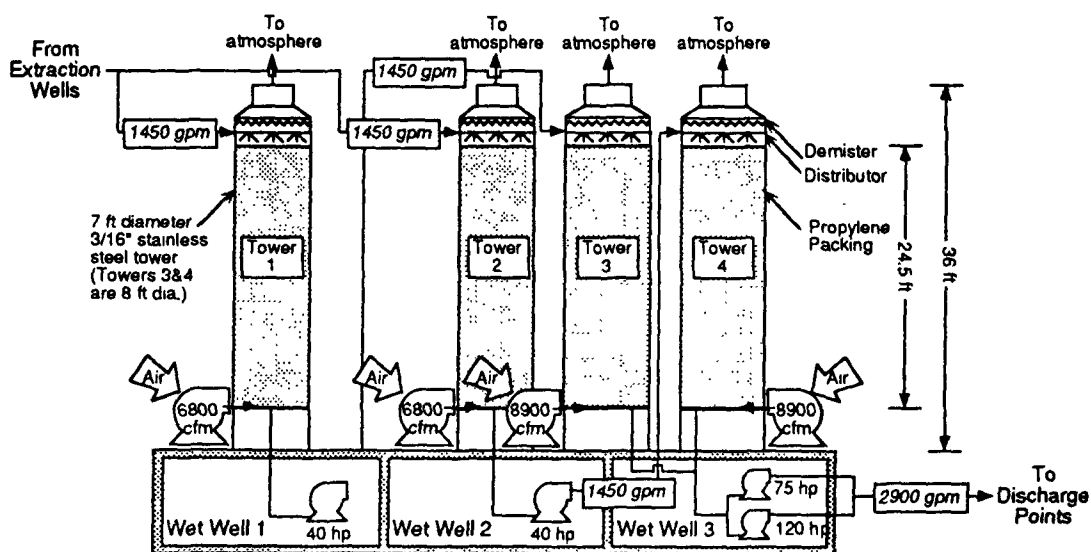 To
atmosphere
To
atmosphere
To
atmosphere
To
atmosphere
From
Extraction
Wells
1450 gpm
1450 gpm
1450 gpm
Demister
Distributor
7 ft diameter
3/16" stainless
steel tower
(Towers 3&4
are 8 ft dia.)
Tower
1
Tower
2
Tower
3
Tower
4
Propylene
Packing
24.5 ft
36 ft
Air
Air
Air
Air
6800
cfm
6800
cfm
8900
cfm
8900
cfm
Wet Well 1
40 hp
Wet Well 2
40 hp
1450 gpm
Wet Well 3
75 hp
120 hp
2900 gpm
To
Discharge
Points